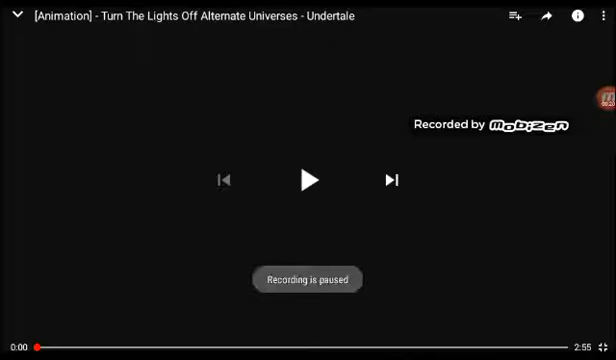 [Animation] - Turn The Lights Off Alternate Universes - Undertale
Recorded by mobizen
Recording is paused
0:00
2:55